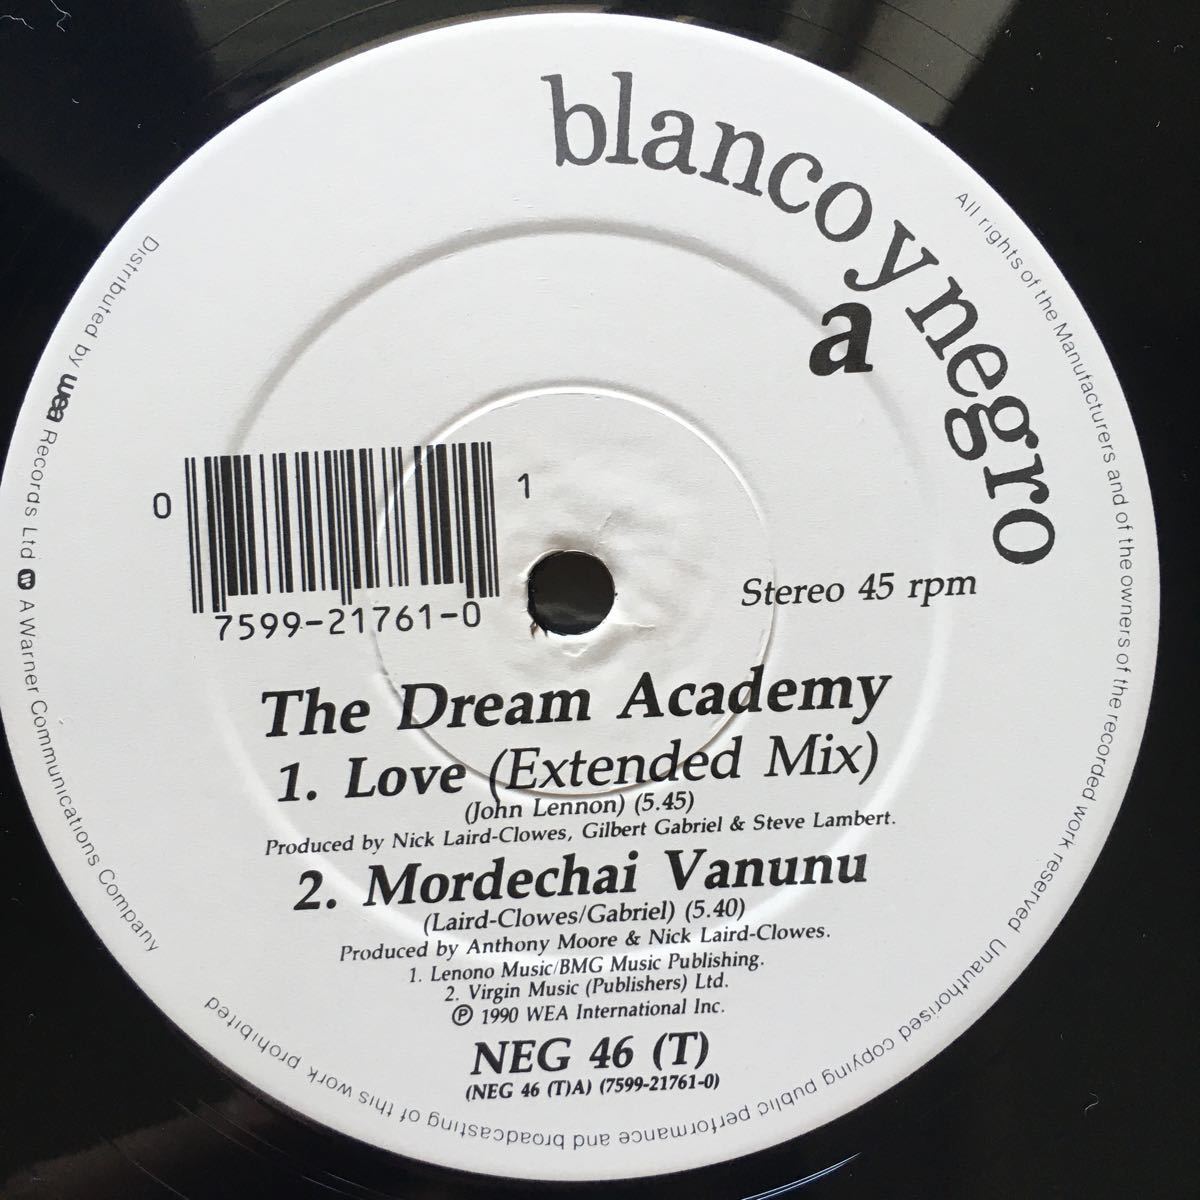 blanco y negro
a
0
1
7599-21761-0
Stereo 45 rpm
The Dream Academy
1. Love (Extended Mix)
(John Lennon) (5.45)
Produced by Nick Laird-Clowes, Gilbert Gabriel & Steve Lambert.
2. Mordechai Vanunu
(Laird-Clowes/Gabriel) (5.40)
Produced by Anthony Moore & Nick Laird-Clowes.
1. Lenono Music/BMG Music Publishing.
2. Virgin Music (Publishers) Ltd.
℗ 1990 WEA International Inc.
NEG 46 (T)
(NEG 46 (T)A) (7599-21761-0)
All rights of the Manufacturers and of the owners of the recorded work reserved Unauthorised copying public performance and broadcasting of this work prohibited
Distributed by wea Records Ltd A Warner Communications Company